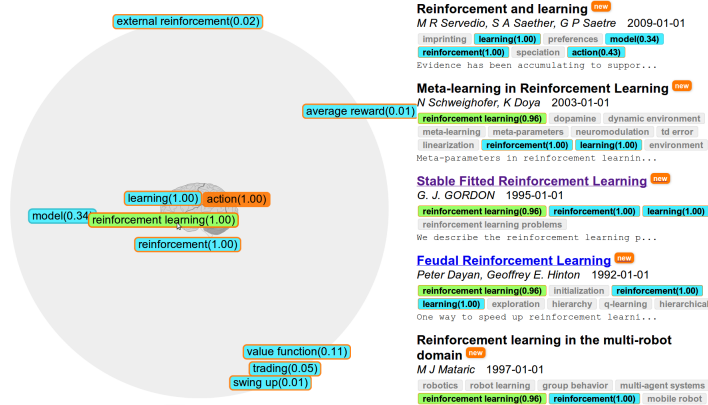 external reinforcement(0.02)
average reward(0.01)
learning(1.00)
action(1.00)
model(0.34)
reinforcement learning(1.00)
reinforcement(1.00)
value function(0.11)
trading(0.05)
swing up(0.01)
Reinforcement and learning new
M R Servedio, S A Saether, G P Saetre 2009-01-01
imprinting learning(1.00) preferences model(0.34)
reinforcement(1.00) speciation action(0.43)
Evidence has been accumulating to suppor...
Meta-learning in Reinforcement Learning new
N Schweighofer, K Doya 2003-01-01
reinforcement learning(0.96) dopamine dynamic environment
meta-learning meta-parameters neuromodulation td error
linearization reinforcement(1.00) learning(1.00) environment
Meta-parameters in reinforcement learnin...
Stable Fitted Reinforcement Learning new
G. J. GORDON 1995-01-01
reinforcement learning(0.96) reinforcement(1.00) learning(1.00)
reinforcement learning problems
We describe the reinforcement learning p...
Feudal Reinforcement Learning new
Peter Dayan, Geoffrey E. Hinton 1992-01-01
reinforcement learning(0.96) initialization reinforcement(1.00)
learning(1.00) exploration hierarchy q-learning hierarchical
One way to speed up reinforcement learni...
Reinforcement learning in the multi-robot
domain new
M J Mataric 1997-01-01
robotics robot learning group behavior multi-agent systems
reinforcement learning(0.96) reinforcement(1.00) mobile robot